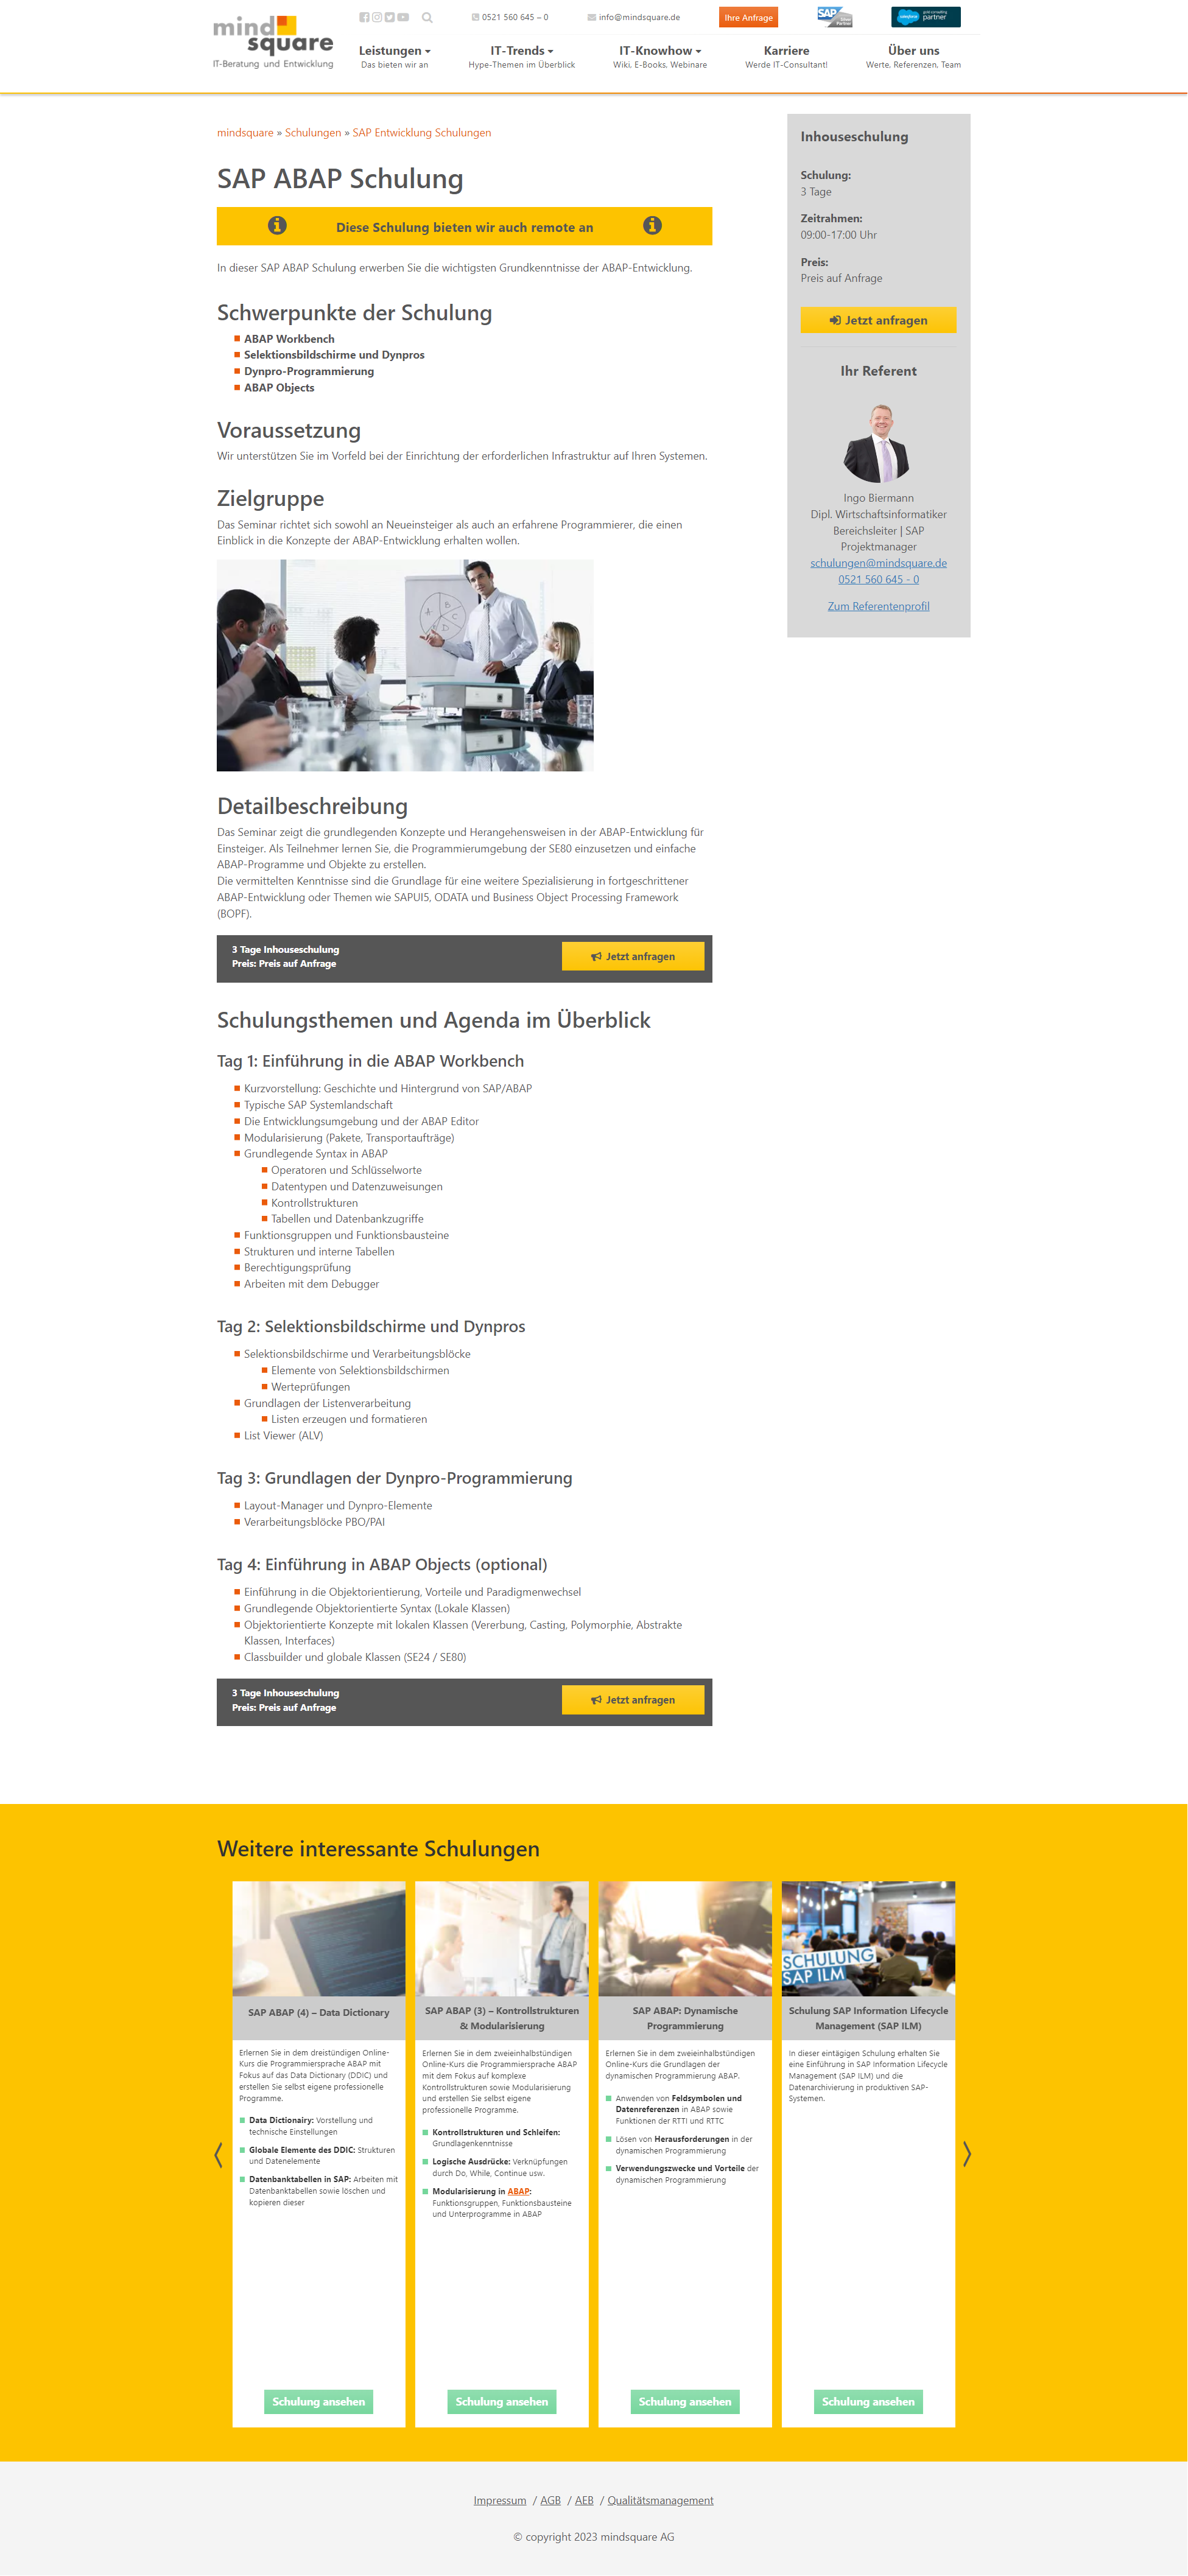 mind
square
IT-Beratung und Entwicklung
0521 560 645 – 0
info@mindsquare.de
Ihre Anfrage
SAP Silver Partner
salesforce gold consulting partner
Leistungen
Das bieten wir an
IT-Trends
Hype-Themen im Überblick
IT-Knowhow
Wiki, E-Books, Webinare
Karriere
Werde IT-Consultant!
Über uns
Werte, Referenzen, Team
mindsquare » Schulungen » SAP Entwicklung Schulungen
SAP ABAP Schulung
Diese Schulung bieten wir auch remote an
In dieser SAP ABAP Schulung erwerben Sie die wichtigsten Grundkenntnisse der ABAP-Entwicklung.
Schwerpunkte der Schulung
ABAP Workbench
Selektionsbildschirme und Dynpros
Dynpro-Programmierung
ABAP Objects
Voraussetzung
Wir unterstützen Sie im Vorfeld bei der Einrichtung der erforderlichen Infrastruktur auf Ihren Systemen.
Zielgruppe
Das Seminar richtet sich sowohl an Neueinsteiger als auch an erfahrene Programmierer, die einen
Einblick in die Konzepte der ABAP-Entwicklung erhalten wollen.
A B C
Detailbeschreibung
Das Seminar zeigt die grundlegenden Konzepte und Herangehensweisen in der ABAP-Entwicklung für
Einsteiger. Als Teilnehmer lernen Sie, die Programmierumgebung der SE80 einzusetzen und einfache
ABAP-Programme und Objekte zu erstellen.
Die vermittelten Kenntnisse sind die Grundlage für eine weitere Spezialisierung in fortgeschrittener
ABAP-Entwicklung oder Themen wie SAPUI5, ODATA und Business Object Processing Framework
(BOPF).
3 Tage Inhouseschulung
Preis: Preis auf Anfrage
Jetzt anfragen
Schulungsthemen und Agenda im Überblick
Tag 1: Einführung in die ABAP Workbench
Kurzvorstellung: Geschichte und Hintergrund von SAP/ABAP
Typische SAP Systemlandschaft
Die Entwicklungsumgebung und der ABAP Editor
Modularisierung (Pakete, Transportaufträge)
Grundlegende Syntax in ABAP
Operatoren und Schlüsselworte
Datentypen und Datenzuweisungen
Kontrollstrukturen
Tabellen und Datenbankzugriffe
Funktionsgruppen und Funktionsbausteine
Strukturen und interne Tabellen
Berechtigungsprüfung
Arbeiten mit dem Debugger
Tag 2: Selektionsbildschirme und Dynpros
Selektionsbildschirme und Verarbeitungsblöcke
Elemente von Selektionsbildschirmen
Werteprüfungen
Grundlagen der Listenverarbeitung
Listen erzeugen und formatieren
List Viewer (ALV)
Tag 3: Grundlagen der Dynpro-Programmierung
Layout-Manager und Dynpro-Elemente
Verarbeitungsblöcke PBO/PAI
Tag 4: Einführung in ABAP Objects (optional)
Einführung in die Objektorientierung, Vorteile und Paradigmenwechsel
Grundlegende Objektorientierte Syntax (Lokale Klassen)
Objektorientierte Konzepte mit lokalen Klassen (Vererbung, Casting, Polymorphie, Abstrakte
Klassen, Interfaces)
Classbuilder und globale Klassen (SE24 / SE80)
3 Tage Inhouseschulung
Preis: Preis auf Anfrage
Jetzt anfragen
Inhouseschulung
Schulung:
3 Tage
Zeitrahmen:
09:00-17:00 Uhr
Preis:
Preis auf Anfrage
Jetzt anfragen
Ihr Referent
Ingo Biermann
Dipl. Wirtschaftsinformatiker
Bereichsleiter | SAP
Projektmanager
schulungen@mindsquare.de
0521 560 645 - 0
Zum Referentenprofil
Weitere interessante Schulungen
SAP ABAP (4) – Data Dictionary
Erlernen Sie in dem dreistündigen Online-
Kurs die Programmiersprache ABAP mit
Fokus auf das Data Dictionary (DDIC) und
erstellen Sie selbst eigene professionelle
Programme.
Data Dictionairy: Vorstellung und
technische Einstellungen
Globale Elemente des DDIC: Strukturen
und Datenelemente
Datenbanktabellen in SAP: Arbeiten mit
Datenbanktabellen sowie löschen und
kopieren dieser
Schulung ansehen
SAP ABAP (3) – Kontrollstrukturen
& Modularisierung
Erlernen Sie in dem zweieinhalbstündigen
Online-Kurs die Programmiersprache ABAP
mit dem Fokus auf komplexe
Kontrollstrukturen sowie Modularisierung
und erstellen Sie selbst eigene
professionelle Programme.
Kontrollstrukturen und Schleifen:
Grundlagenkenntnisse
Logische Ausdrücke: Verknüpfungen
durch Do, While, Continue usw.
Modularisierung in ABAP:
Funktionsgruppen, Funktionsbausteine
und Unterprogramme in ABAP
Schulung ansehen
SAP ABAP: Dynamische
Programmierung
Erlernen Sie in dem zweieinhalbstündigen
Online-Kurs die Grundlagen der
dynamischen Programmierung ABAP.
Anwenden von Feldsymbolen und
Datenreferenzen in ABAP sowie
Funktionen der RTTI und RTTC
Lösen von Herausforderungen in der
dynamischen Programmierung
Verwendungszwecke und Vorteile der
dynamischen Programmierung
Schulung ansehen
SCHULUNG
SAP ILM
Schulung SAP Information Lifecycle
Management (SAP ILM)
In dieser eintägigen Schulung erhalten Sie
eine Einführung in SAP Information Lifecycle
Management (SAP ILM) und die
Datenarchivierung in produktiven SAP-
Systemen.
Schulung ansehen
Impressum / AGB / AEB / Qualitätsmanagement
© copyright 2023 mindsquare AG